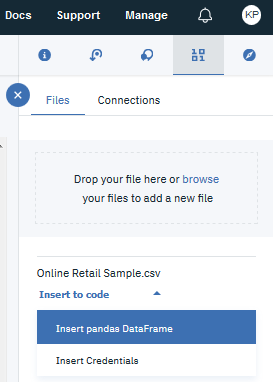 Docs Support Manage KP
Files Connections
Drop your file here or browse
your files to add a new file
Online Retail Sample.csv
Insert to code
Insert pandas DataFrame
Insert Credentials